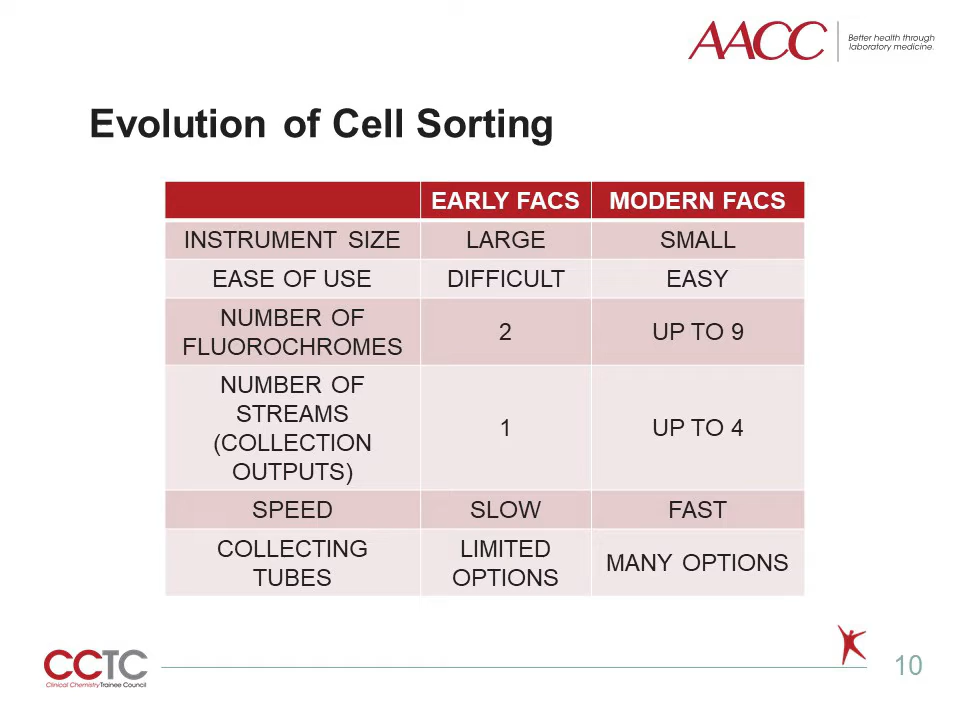 AACC
Better health through
laboratory medicine.
Evolution of Cell Sorting
EARLY FACS MODERN FACS
INSTRUMENT SIZE LARGE SMALL
EASE OF USE DIFFICULT EASY
NUMBER OF
FLUOROCHROMES 2 UP TO 9
NUMBER OF
STREAMS
(COLLECTION
OUTPUTS) 1 UP TO 4
SPEED SLOW FAST
COLLECTING
TUBES LIMITED
OPTIONS MANY OPTIONS
CCTC
Clinical Chemistry Trainee Council
10